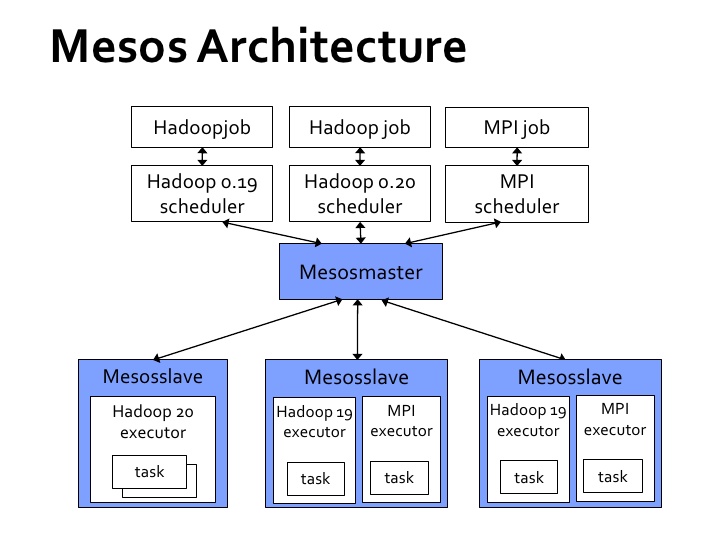 Mesos Architecture
Hadoopjob
Hadoop job
MPI job
Hadoop 0.19
scheduler
Hadoop 0.20
scheduler
MPI
scheduler
Mesosmaster
Mesosslave
Hadoop 20
executor
task
Mesosslave
Hadoop 19
executor
task
MPI
executor
task
Mesosslave
Hadoop 19
executor
task
MPI
executor
task